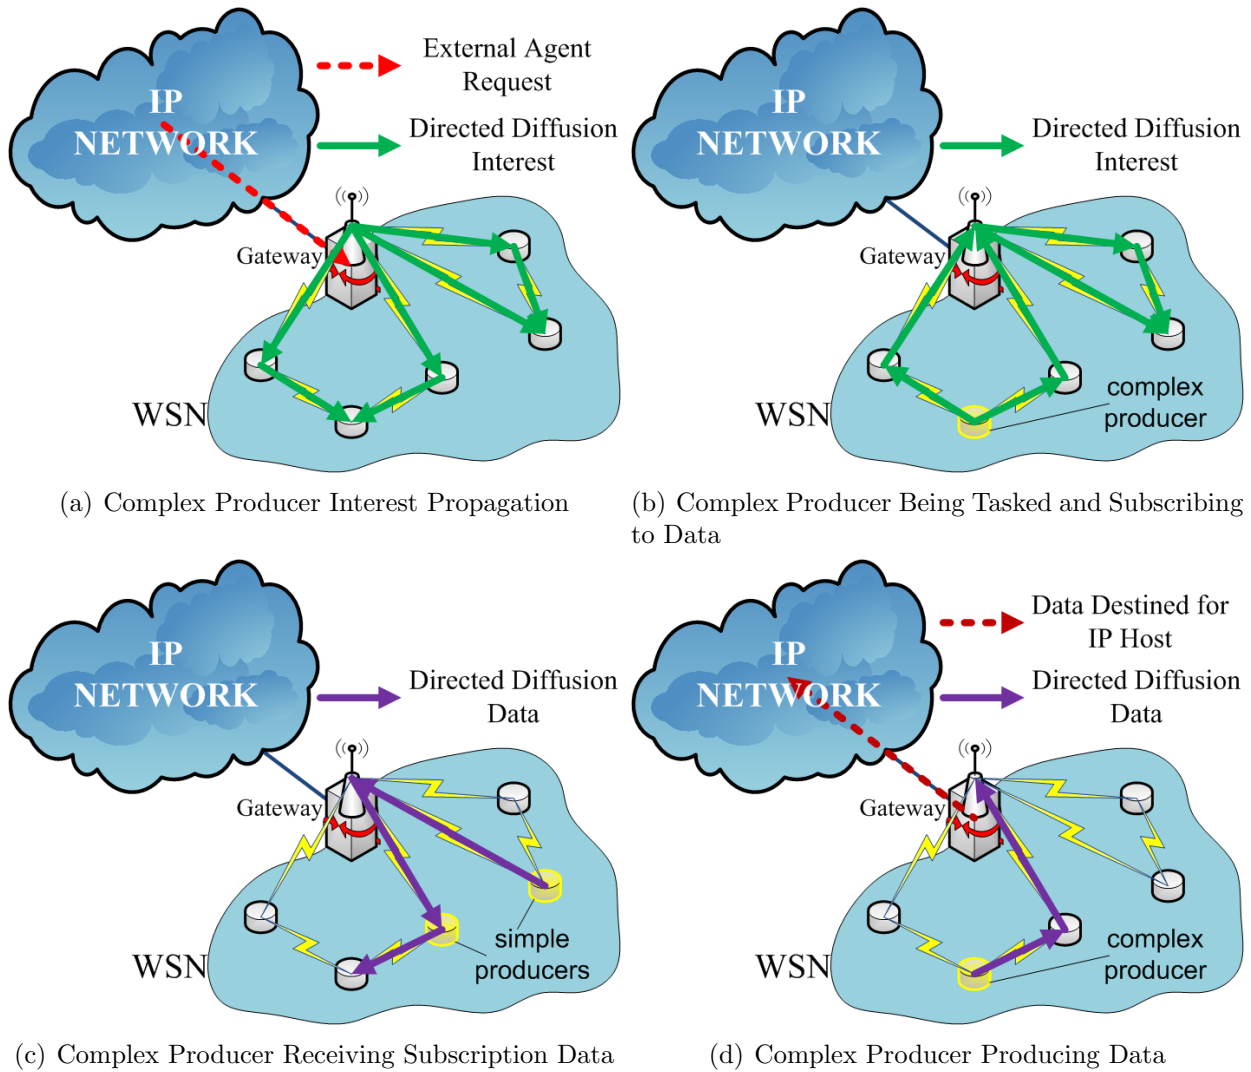 IP
NETWORK
External Agent
Request
Directed Diffusion
Interest
Gateway
WSN
(a) Complex Producer Interest Propagation
IP
NETWORK
Directed Diffusion
Interest
Gateway
WSN
complex
producer
(b) Complex Producer Being Tasked and Subscribing
to Data
IP
NETWORK
Directed Diffusion
Data
Gateway
WSN
simple
producers
(c) Complex Producer Receiving Subscription Data
IP
NETWORK
Data Destined for
IP Host
Directed Diffusion
Data
Gateway
WSN
complex
producer
(d) Complex Producer Producing Data